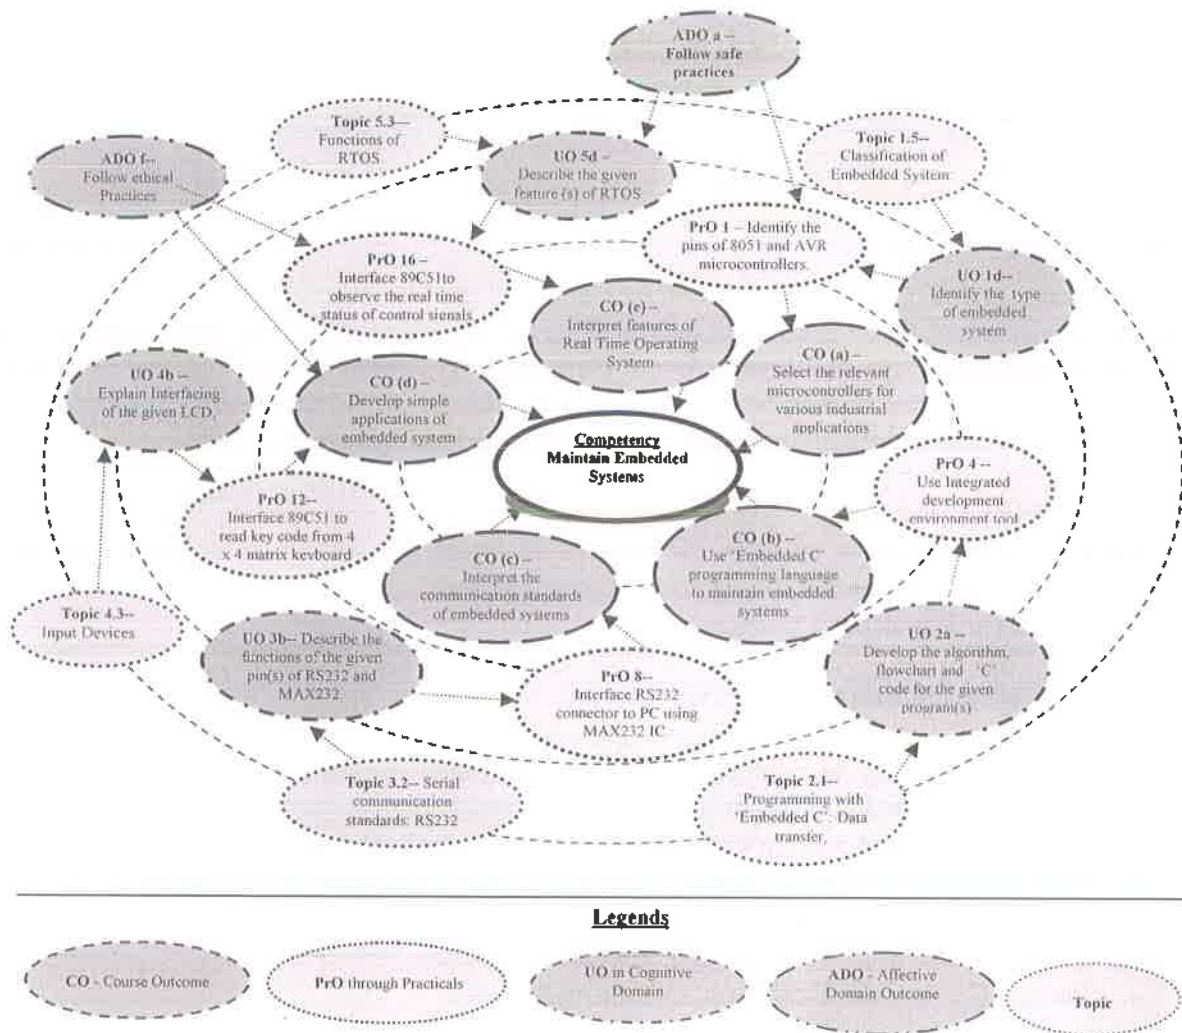 ADO a --
Follow safe
practices
Topic 5.3--
Functions of
RTOS
Topic 1.5--
Classification of
Embedded System
ADO f--
Follow ethical
Practices
UO 5d –
Describe the given
feature (s) of RTOS
PrO 1 – Identify the
pins of 8051 and AVR
microcontrollers.
PrO 16 –
Interface 89C51to
observe the real time
status of control signals
UO 1d--
Identify the type
of embedded
system
CO (e) –
Interpret features of
Real Time Operating
System
CO (a) –
Select the relevant
microcontrollers for
various industrial
applications
UO 4b –
Explain Interfacing
of the given LCD.
CO (d) –
Develop simple
applications of
embedded system
Competency
Maintain Embedded
Systems
PrO 4 --
Use Integrated
development
environment tool
PrO 12--
Interface 89C51 to
read key code from 4
x 4 matrix keyboard
CO (c) –
Interpret the
communication standards
of embedded systems
CO (b) –
Use ‘Embedded C’
programming language
to maintain embedded
systems
Topic 4.3--
Input Devices
UO 3b-- Describe the
functions of the given
pin(s) of RS232 and
MAX232.
PrO 8--
Interface RS232
connector to PC using
MAX232 IC
UO 2a --
Develop the algorithm,
flowchart and ‘C’
code for the given
program(s)
Topic 3.2-- Serial
communication
standards: RS232
Topic 2.1--
Programming with
‘Embedded C’: Data
transfer,
Legends
CO - Course Outcome
PrO through Practicals
UO in Cognitive
Domain
ADO - Affective
Domain Outcome
Topic